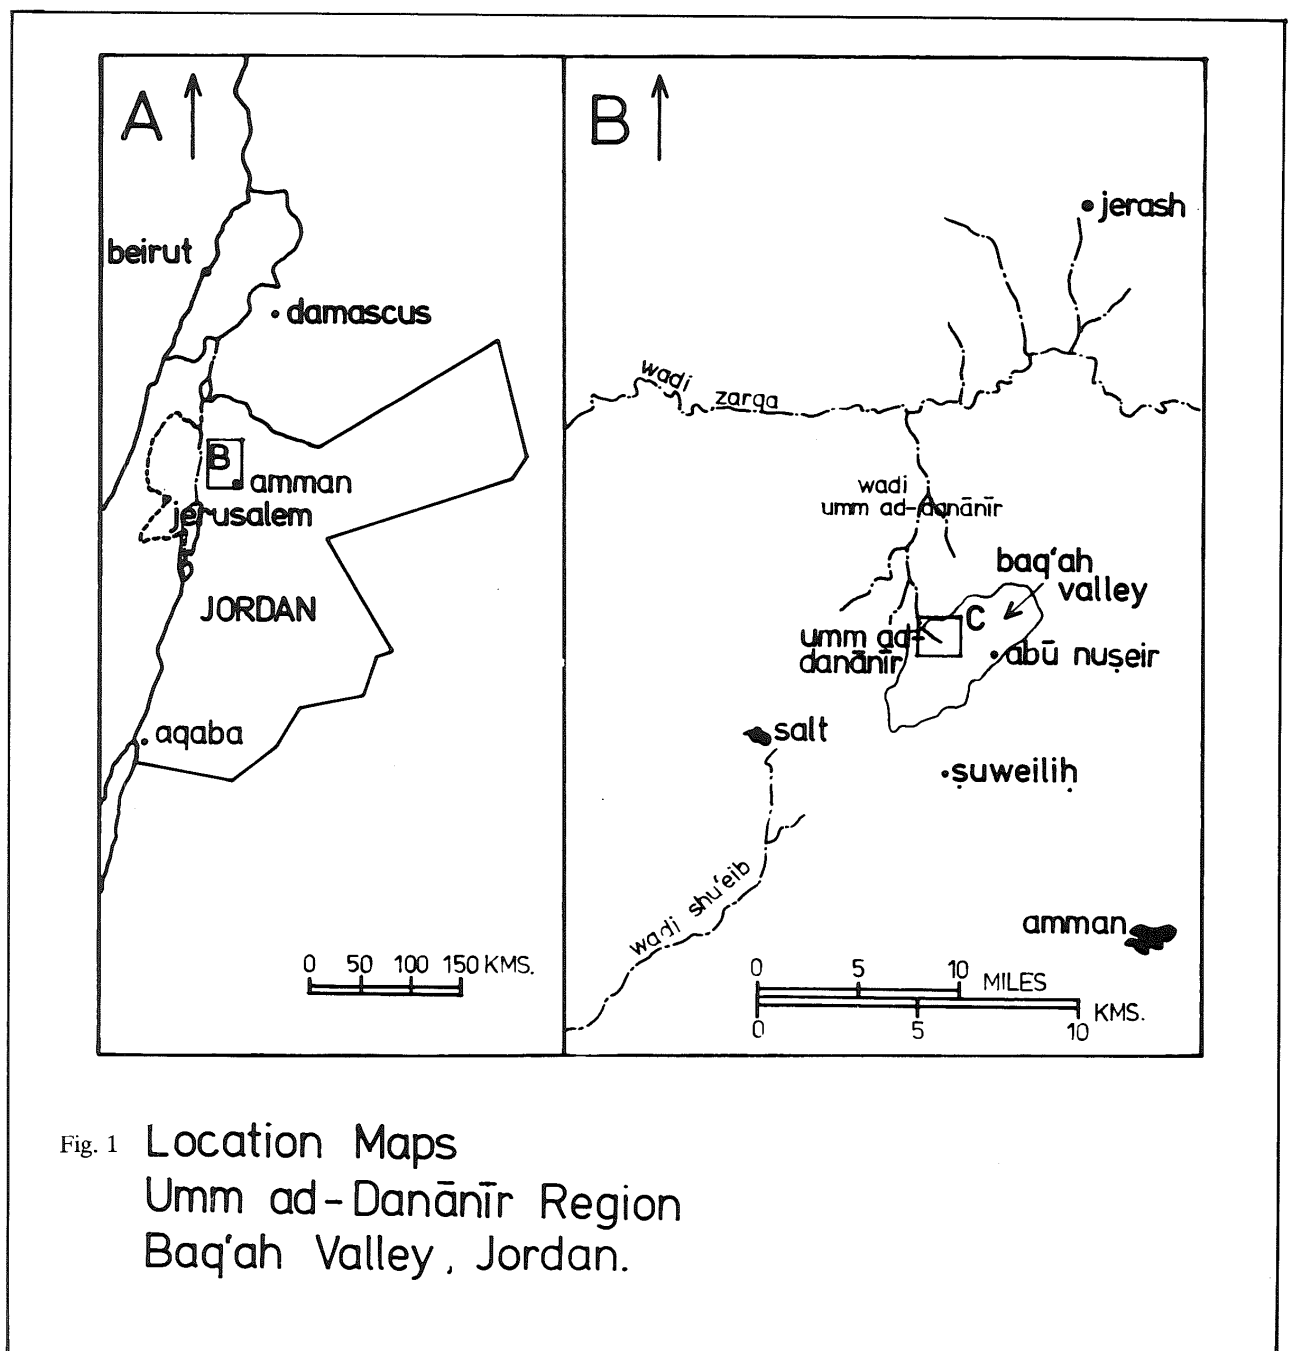 A
beirut
damascus
B
amman
jerusalem
JORDAN
aqaba
0 50 100 150 KMS.
B
jerash
wadi zarqa
wadi
umm ad-danānīr
baq'ah
valley
C
umm ad-
danānīr
abū nuṣeir
salt
ṣuweiliḥ
wadi shu'eib
amman
0 5 10 MILES
0 5 10 KMS.
Fig. 1 Location Maps
Umm ad-Danānīr Region
Baq'ah Valley, Jordan.